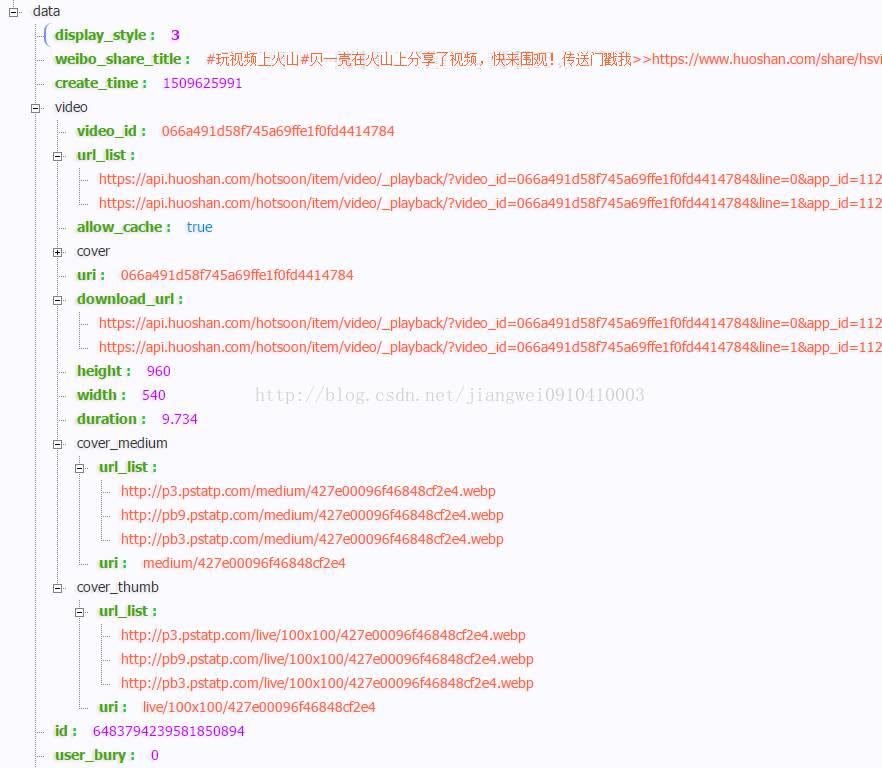 data
display_style : 3
weibo_share_title : #玩视频上火山#贝一壳在火山上分享了视频，快来围观！传送门戳我>>https://www.huoshan.com/share/hsvi
create_time : 1509625991
video
video_id : 066a491d58f745a69ffe1f0fd4414784
url_list :
https://api.huoshan.com/hotsoon/item/video/_playback/?video_id=066a491d58f745a69ffe1f0fd4414784&line=0&app_id=112
https://api.huoshan.com/hotsoon/item/video/_playback/?video_id=066a491d58f745a69ffe1f0fd4414784&line=1&app_id=112
allow_cache : true
cover
uri : 066a491d58f745a69ffe1f0fd4414784
download_url :
https://api.huoshan.com/hotsoon/item/video/_playback/?video_id=066a491d58f745a69ffe1f0fd4414784&line=0&app_id=112
https://api.huoshan.com/hotsoon/item/video/_playback/?video_id=066a491d58f745a69ffe1f0fd4414784&line=1&app_id=112
height : 960
width : 540
http://blog.csdn.net/jiangwei0910410003
duration : 9.734
cover_medium
url_list :
http://p3.pstatp.com/medium/427e00096f46848cf2e4.webp
http://pb9.pstatp.com/medium/427e00096f46848cf2e4.webp
http://pb3.pstatp.com/medium/427e00096f46848cf2e4.webp
uri : medium/427e00096f46848cf2e4
cover_thumb
url_list :
http://p3.pstatp.com/live/100x100/427e00096f46848cf2e4.webp
http://pb9.pstatp.com/live/100x100/427e00096f46848cf2e4.webp
http://pb3.pstatp.com/live/100x100/427e00096f46848cf2e4.webp
uri : live/100x100/427e00096f46848cf2e4
id : 6483794239581850894
user_bury : 0